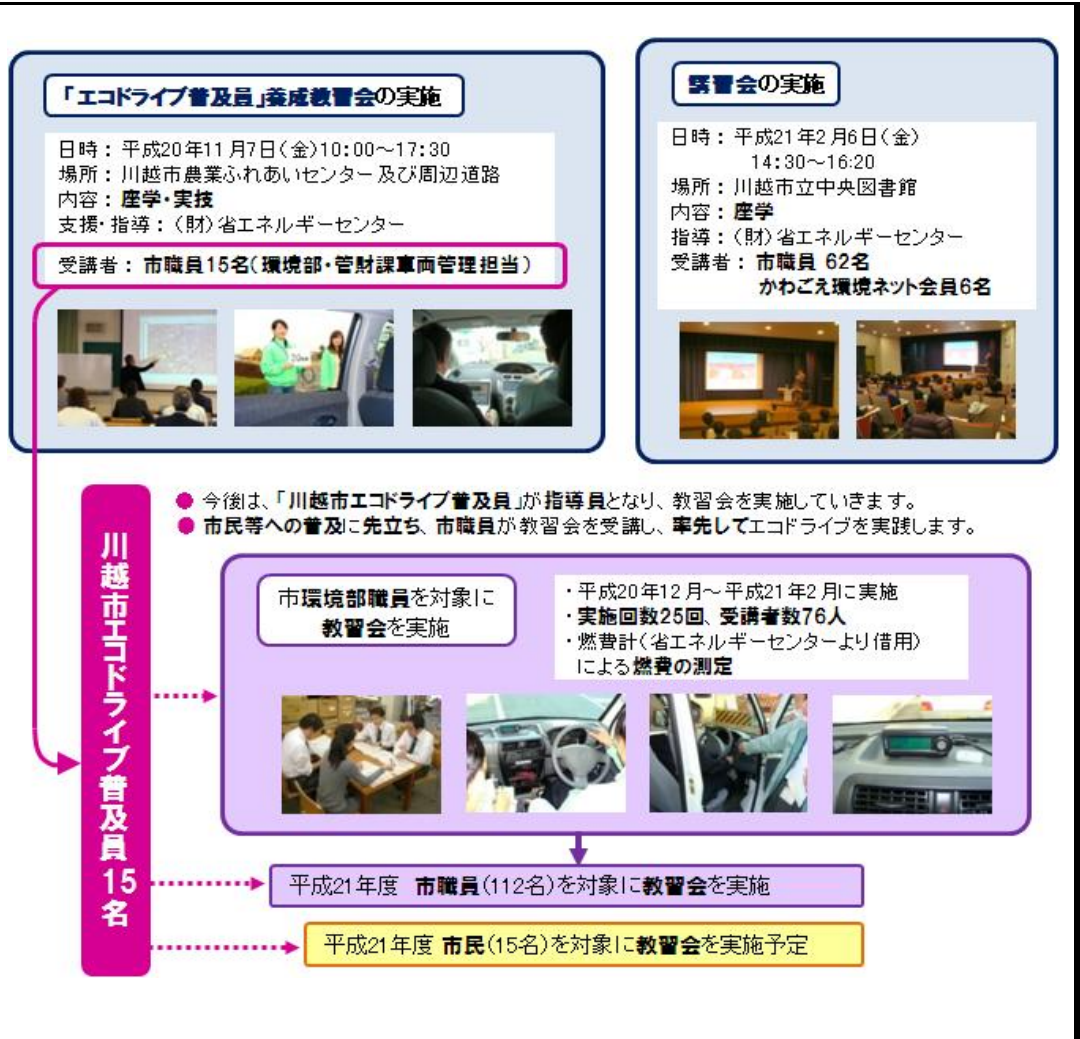 「エコドライブ普及員」養成教習会の実施
日時：平成20年11月7日(金)10:00～17:30
場所：川越市農業ふれあいセンター及び周辺道路
内容：座学・実技
支援・指導：(財)省エネルギーセンター
受講者：市職員15名(環境部・管財課車両管理担当)
講習会の実施
日時：平成21年2月6日(金)
14:30～16:20
場所：川越市立中央図書館
内容：座学
指導：(財)省エネルギーセンター
受講者：市職員 62名
かわごえ環境ネット会員6名
●今後は、「川越市エコドライブ普及員」が指導員となり、教習会を実施していきます。
●市民等への普及に先立ち、市職員が教習会を受講し、率先してエコドライブを実践します。
川越市エコドライブ普及員15名
市環境部職員を対象に
教習会を実施
・平成20年12月～平成21年2月に実施
・実施回数25回、受講者数76人
・燃費計(省エネルギーセンターより借用)
による燃費の測定
平成21年度 市職員(112名)を対象に教習会を実施
平成21年度 市民(15名)を対象に教習会を実施予定